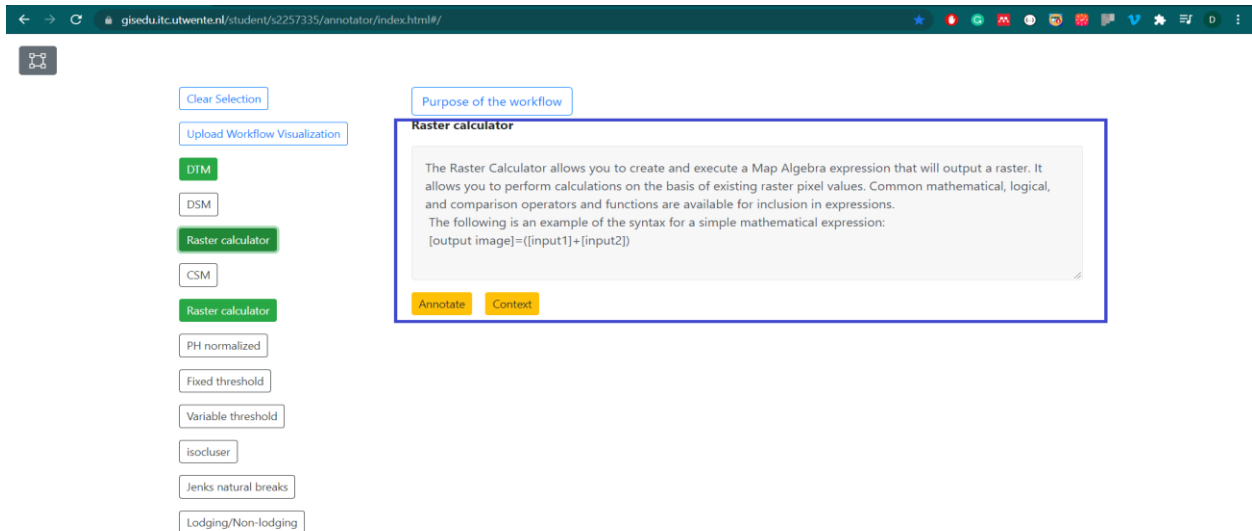 gisedu.itc.utwente.nl/student/s2257335/annotator/index.html#/
D
Clear Selection
Upload Workflow Visualization
DTM
DSM
Raster calculator
CSM
Raster calculator
PH normalized
Fixed threshold
Variable threshold
isocluser
Jenks natural breaks
Lodging/Non-lodging
Purpose of the workflow
Raster calculator
The Raster Calculator allows you to create and execute a Map Algebra expression that will output a raster. It
allows you to perform calculations on the basis of existing raster pixel values. Common mathematical, logical,
and comparison operators and functions are available for inclusion in expressions.
The following is an example of the syntax for a simple mathematical expression:
[output image]=([input1]+[input2])
Annotate Context